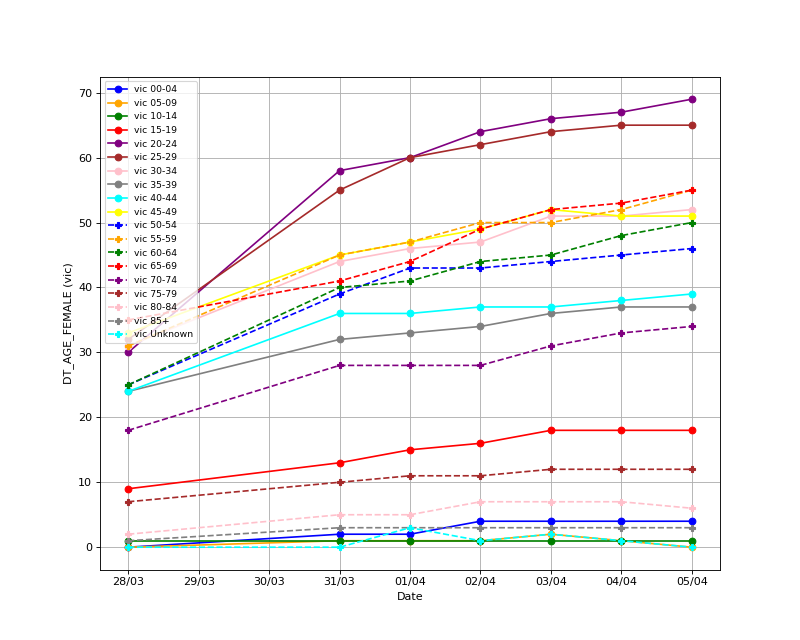 70
60
50
40
30
20
10
0
DT_AGE_FEMALE (vic)
vic 00-04
vic 05-09
vic 10-14
vic 15-19
vic 20-24
vic 25-29
vic 30-34
vic 35-39
vic 40-44
vic 45-49
vic 50-54
vic 55-59
vic 60-64
vic 65-69
vic 70-74
vic 75-79
vic 80-84
vic 85+
vic Unknown
28/03 29/03 30/03 31/03 01/04 02/04 03/04 04/04 05/04
Date